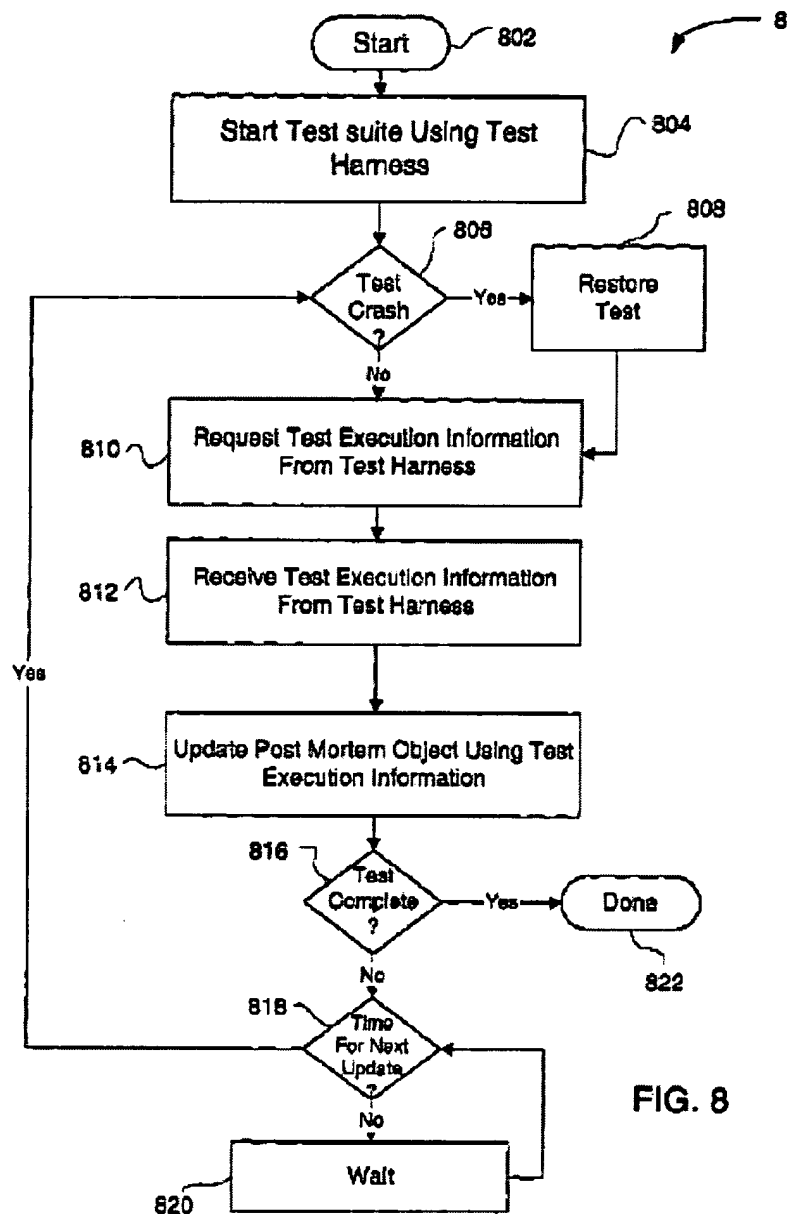 8
Start
802
Start Test suite Using Test
Harness
804
Test
Crash
?
806
Yes
Restore
Test
808
No
Request Test Execution Information
From Test Harness
810
Receive Test Execution Information
From Test Harness
812
Yes
Update Post Mortem Object Using Test
Execution Information
814
Test
Complete
?
816
Yes
Done
822
No
Time
For Next
Update
?
818
No
Wait
820
FIG. 8